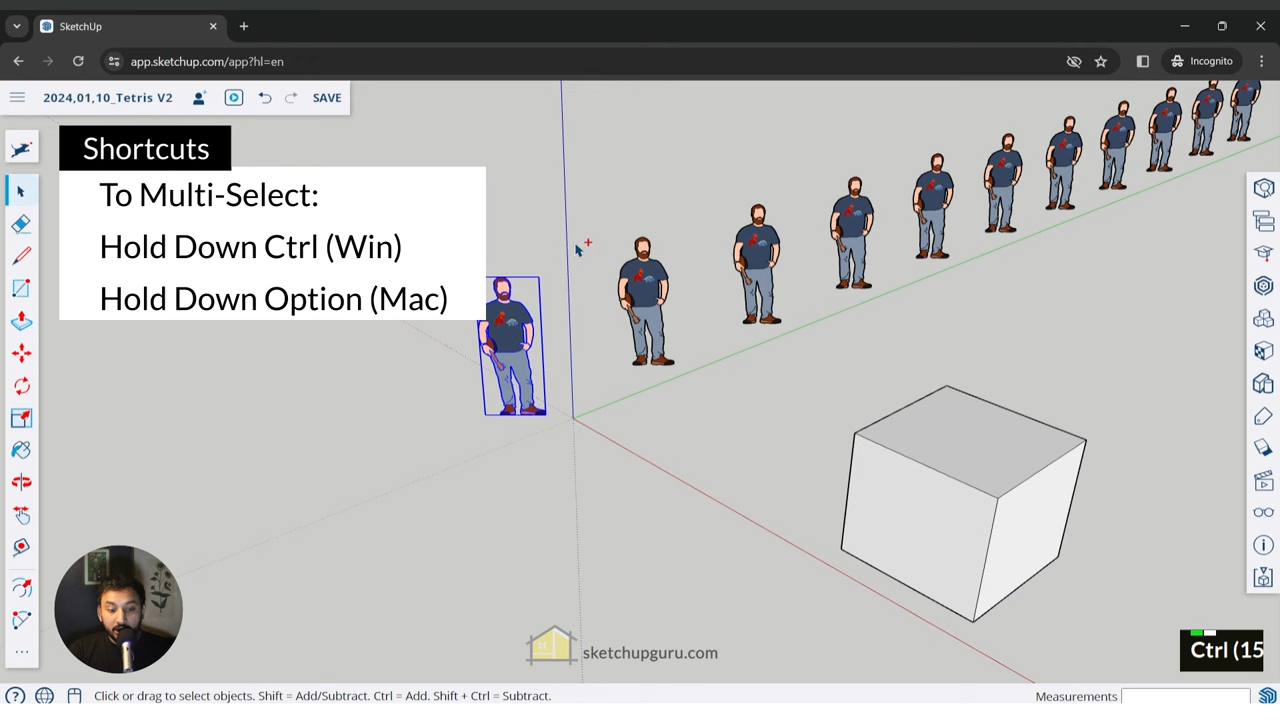 SketchUp
app.sketchup.com/app?hl=en
Incognito
2024,01,10_Tetris V2
SAVE
Shortcuts
To Multi-Select:
Hold Down Ctrl (Win)
Hold Down Option (Mac)
sketchupguru.com
Ctrl (15
Click or drag to select objects. Shift = Add/Subtract. Ctrl = Add. Shift + Ctrl = Subtract.
Measurements